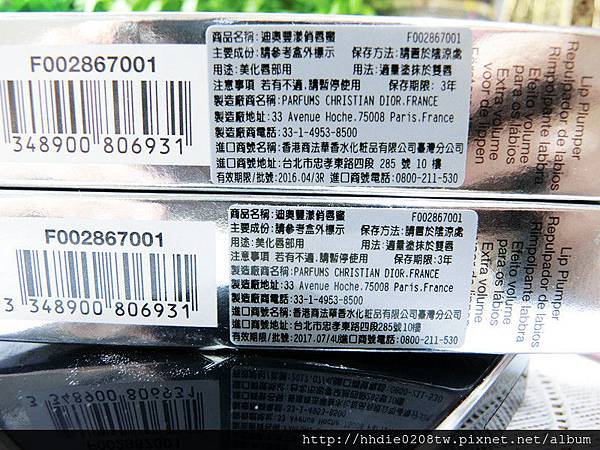 F002867001
3 348900 806931
商品名稱:迪奧豐漾俏唇蜜 F002867001
主要成份:請參考盒外標示 保存方法:請置於陰涼處
用途:美化唇部用 用法:適量塗抹於雙唇
注意事項 若有不適,請暫停使用 保存期限:3年
製造廠商名稱:PARFUMS CHRISTIAN DIOR.FRANCE
製造廠商地址:33 Avenue Hoche.75008 Paris.France
製造廠商電話:33-1-4953-8500
進口商號名稱:香港商法華香水化粧品有限公司臺灣分公司
進口商號地址:台北市忠孝東路四段 285 號 10 樓
有效期限/批號:2016.04/3R 進口商號電話:0800-211-530
Lip Plumper
Repulpador de labios
Rimpolpante labbra
Efeito volume
para os lábios
Extra volume
voor de lippen
F002867001
3 348900 806931
商品名稱:迪奧豐漾俏唇蜜 F002867001
主要成份:請參考盒外標示 保存方法:請置於陰涼處
用途:美化唇部用 用法:適量塗抹於雙唇
注意事項 若有不適,請暫停使用 保存期限:3年
製造廠商名稱:PARFUMS CHRISTIAN DIOR.FRANCE
製造廠商地址:33 Avenue Hoche.75008 Paris.France
製造廠商電話:33-1-4953-8500
進口商號名稱:香港商法華香水化粧品有限公司臺灣分公司
進口商號地址:台北市忠孝東路四段285號10樓
有效期限/批號:2017.07/4U進口商號電話:0800-211-530
Lip Plumper
Repulpador de labios
Rimpolpante labbra
Efeito volume
para os lábios
Extra volume
3 348900 806931
F002867001
http://hhdie0208tw.pixnet.net/album